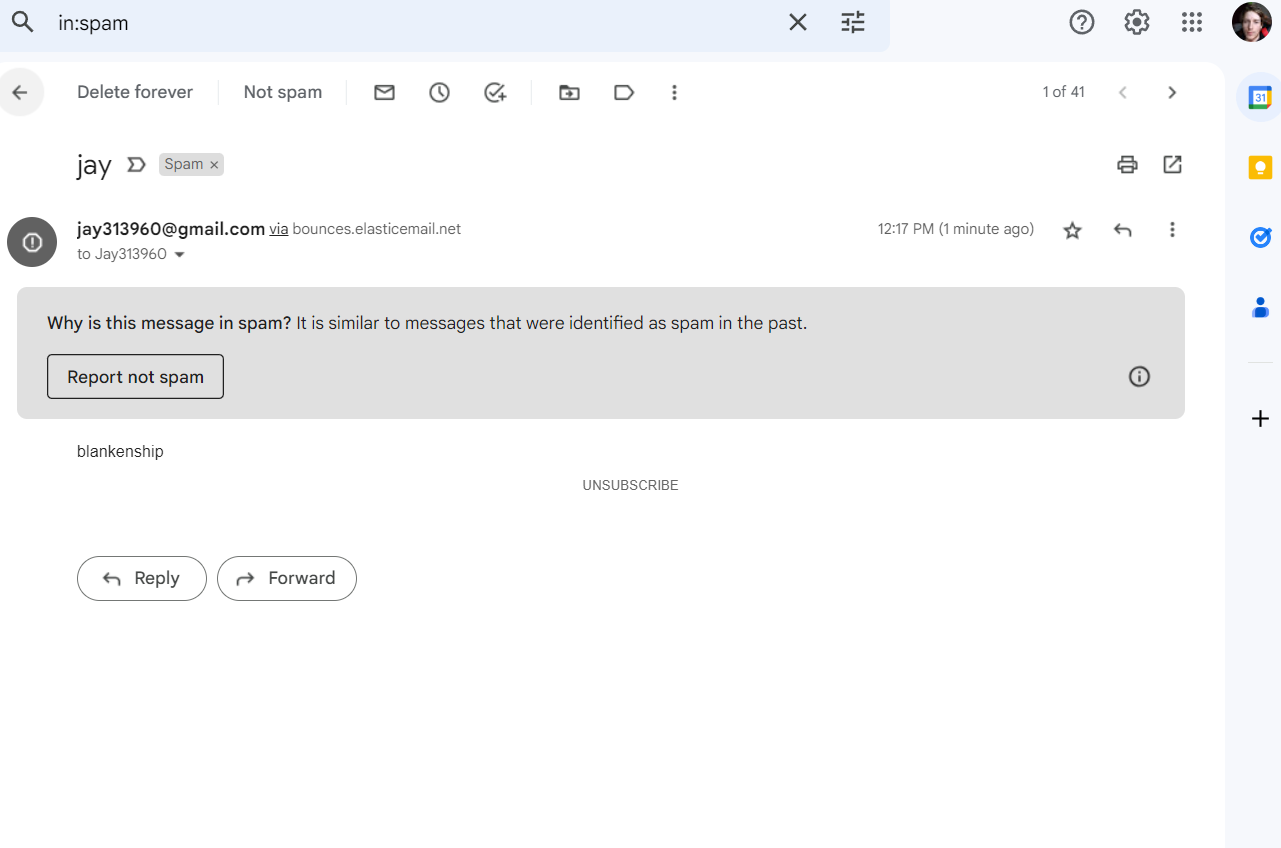 in:spam
Delete forever
Not spam
1 of 41
31
jay
Spam ×
jay313960@gmail.com via bounces.elasticemail.net
12:17 PM (1 minute ago)
to Jay313960
Why is this message in spam? It is similar to messages that were identified as spam in the past.
Report not spam
blankenship
UNSUBSCRIBE
Reply
Forward